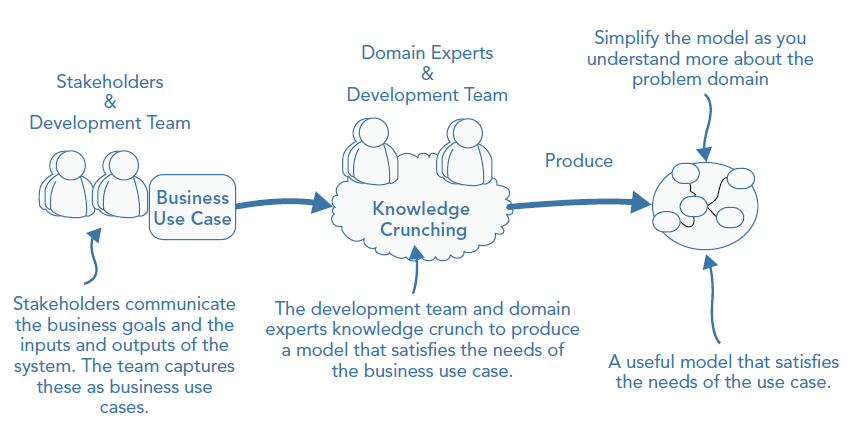 Stakeholders
&
Development Team
Business
Use Case
Stakeholders communicate
the business goals and the
inputs and outputs of the
system. The team captures
these as business use
cases.
Domain Experts
&
Development Team
Knowledge
Crunching
The development team and domain
experts knowledge crunch to produce
a model that satisfies the needs of
the business use case.
Produce
Simplify the model as you
understand more about the
problem domain
A useful model that satisfies
the needs of the use case.